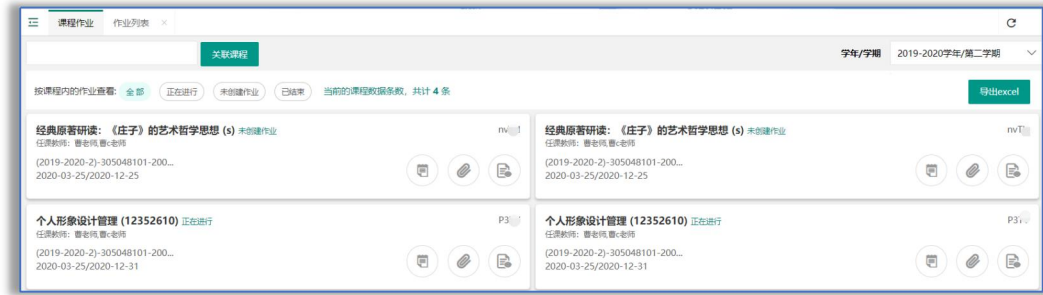 课程作业 作业列表 ×
关联课程 学年/学期 2019-2020学年/第二学期
按课程内的作业查看: 全部 正在进行 未创建作业 已结束 当前的课程数据条数，共计 4 条 导出excel
经典原著研读：《庄子》的艺术哲学思想 (s) 未创建作业
任课教师：曹老师,曹c老师
(2019-2020-2)-305048101-200...
2020-03-25/2020-12-25
经典原著研读：《庄子》的艺术哲学思想 (s) 未创建作业
任课教师：曹老师,曹c老师
(2019-2020-2)-305048101-200...
2020-03-25/2020-12-25
个人形象设计管理 (12352610) 正在进行
任课教师：曹老师,曹c老师
(2019-2020-2)-305048101-200...
2020-03-25/2020-12-31
个人形象设计管理 (12352610) 正在进行
任课教师：曹老师,曹c老师
(2019-2020-2)-305048101-200...
2020-03-25/2020-12-31